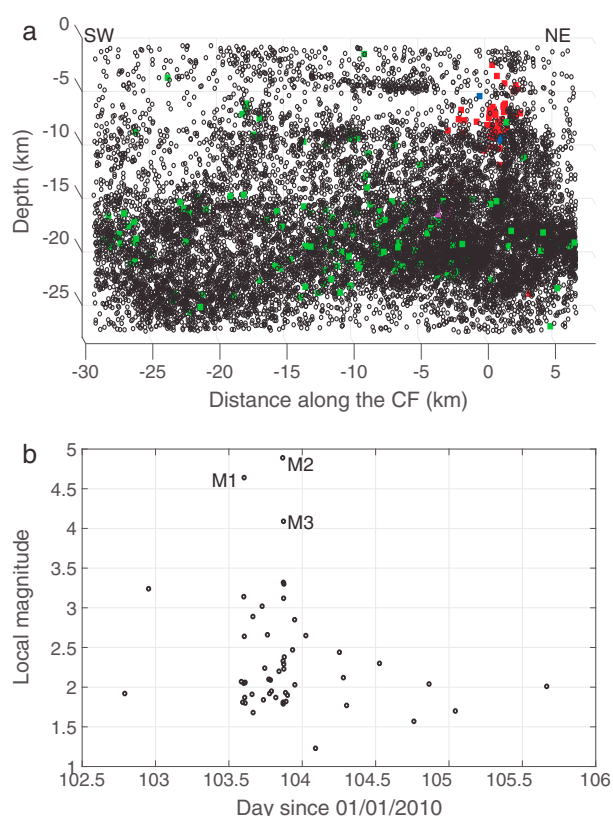 a
SW
NE
0
-5
-10
-15
-20
-25
Depth (km)
-30
-25
-20
-15
-10
-5
0
5
Distance along the CF (km)
b
5
4.5
4
3.5
3
2.5
2
1.5
1
Local magnitude
M1
M2
M3
102.5
103
103.5
104
104.5
105
105.5
106
Day since 01/01/2010